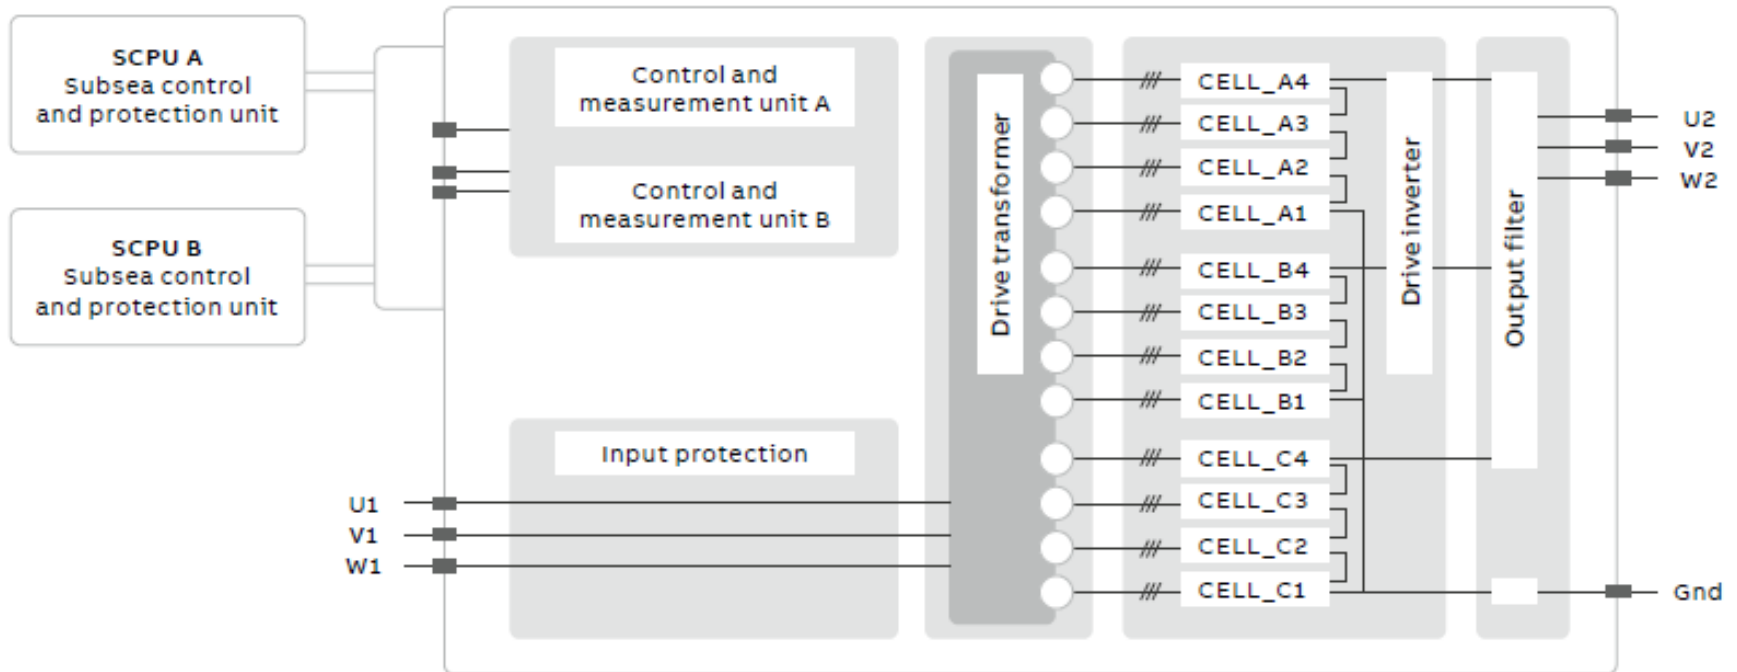 SCPU A
Subsea control
and protection unit
SCPU B
Subsea control
and protection unit
Control and
measurement unit A
Control and
measurement unit B
Input protection
U1
V1
W1
Drive transformer
CELL_A4
CELL_A3
CELL_A2
CELL_A1
CELL_B4
CELL_B3
CELL_B2
CELL_B1
CELL_C4
CELL_C3
CELL_C2
CELL_C1
Drive inverter
Output filter
U2
V2
W2
Gnd